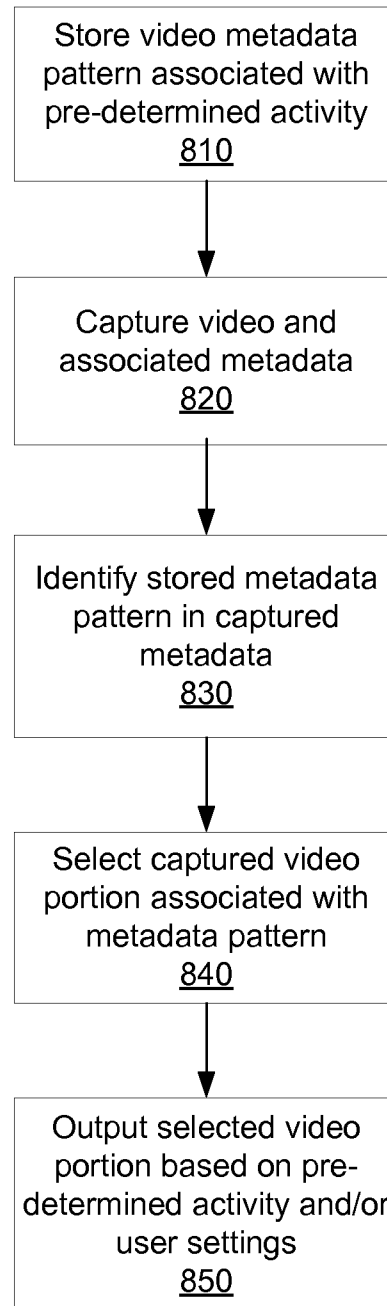 Store video metadata
pattern associated with
pre-determined activity
810
Capture video and
associated metadata
820
Identify stored metadata
pattern in captured
metadata
830
Select captured video
portion associated with
metadata pattern
840
Output selected video
portion based on pre-
determined activity and/or
user settings
850